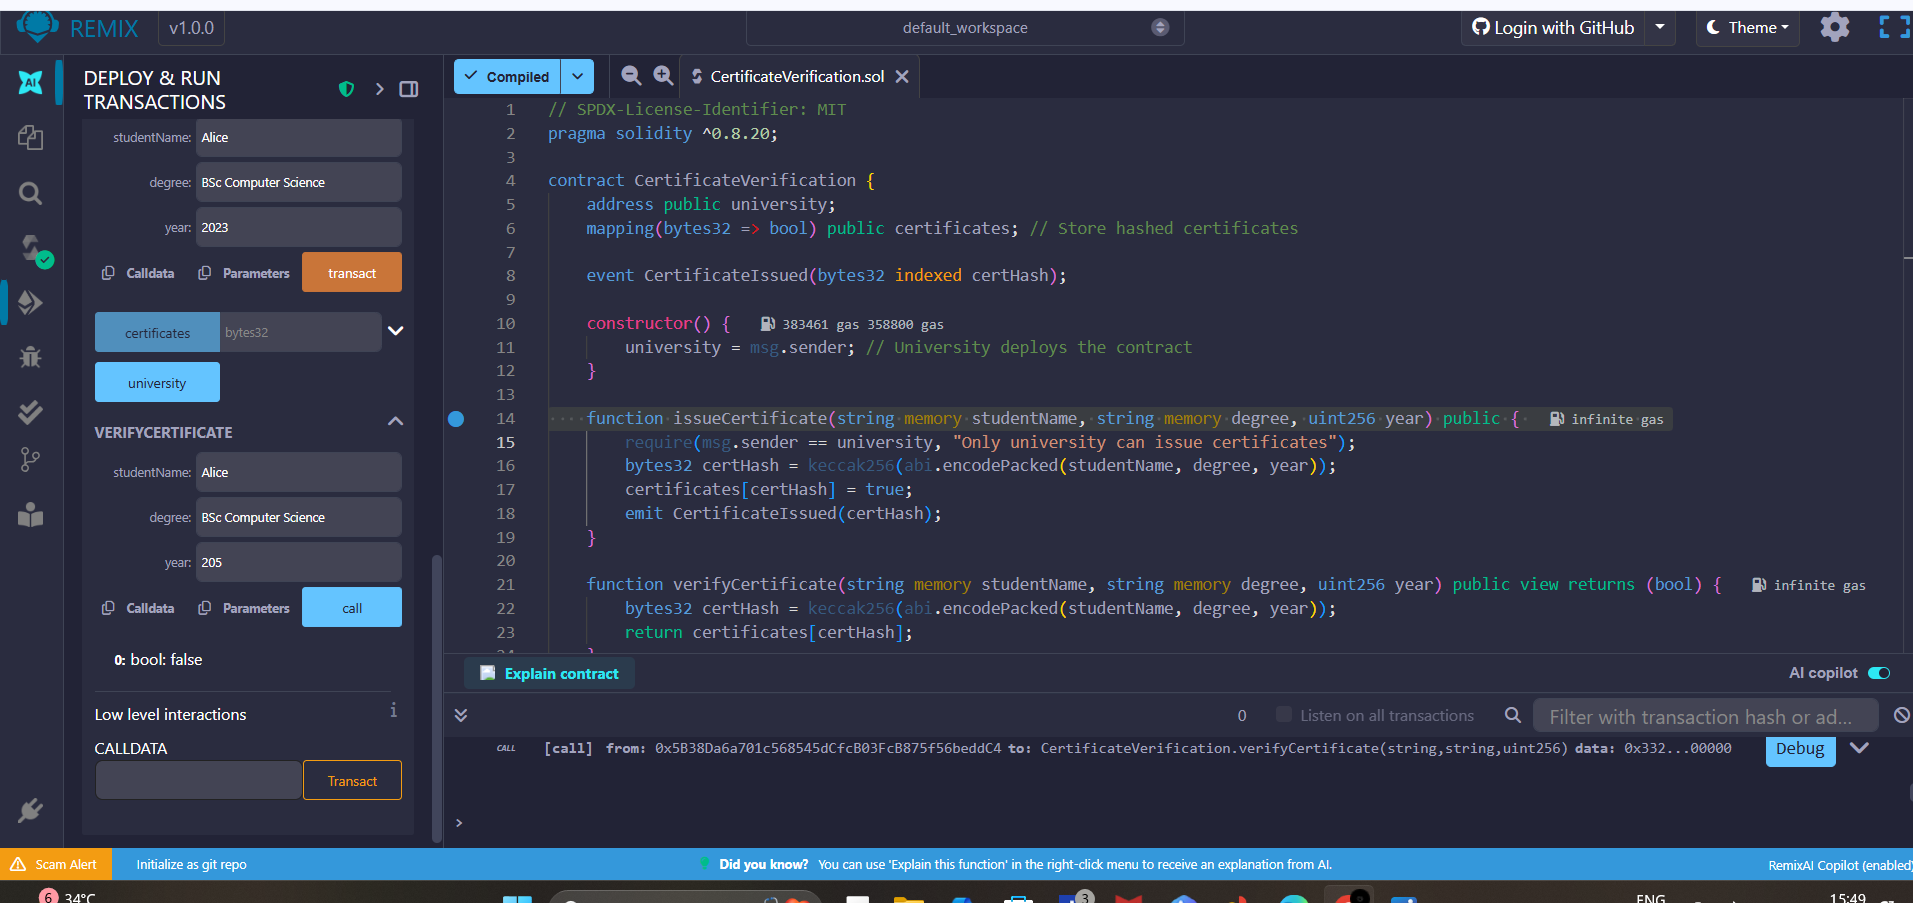 REMIX v1.0.0
default_workspace
Login with GitHub
Theme
AI
DEPLOY & RUN
TRANSACTIONS
studentName: Alice
degree: BSc Computer Science
year: 2023
Calldata Parameters transact
certificates bytes32
university
VERIFYCERTIFICATE
studentName: Alice
degree: BSc Computer Science
year: 205
Calldata Parameters call
0: bool: false
Low level interactions i
CALLDATA
Transact
Compiled
CertificateVerification.sol
1 // SPDX-License-Identifier: MIT
2 pragma solidity ^0.8.20;
3
4 contract CertificateVerification {
5 address public university;
6 mapping(bytes32 => bool) public certificates; // Store hashed certificates
7
8 event CertificateIssued(bytes32 indexed certHash);
9
10 constructor() { 383461 gas 358800 gas
11 university = msg.sender; // University deploys the contract
12 }
13
14 function issueCertificate(string memory studentName, string memory degree, uint256 year) public { infinite gas
15 require(msg.sender == university, "Only university can issue certificates");
16 bytes32 certHash = keccak256(abi.encodePacked(studentName, degree, year));
17 certificates[certHash] = true;
18 emit CertificateIssued(certHash);
19 }
20
21 function verifyCertificate(string memory studentName, string memory degree, uint256 year) public view returns (bool) { infinite gas
22 bytes32 certHash = keccak256(abi.encodePacked(studentName, degree, year));
23 return certificates[certHash];
24 }
Explain contract
AI copilot
0 Listen on all transactions Filter with transaction hash or ad...
CALL [call] from: 0x5B38Da6a701c568545dCfcB03FcB875f56beddC4 to: CertificateVerification.verifyCertificate(string,string,uint256) data: 0x332...00000 Debug
>
Scam Alert Initialize as git repo Did you know? You can use 'Explain this function' in the right-click menu to receive an explanation from AI. RemixAI Copilot (enabled)
6 34°C 3 ENG 15:49